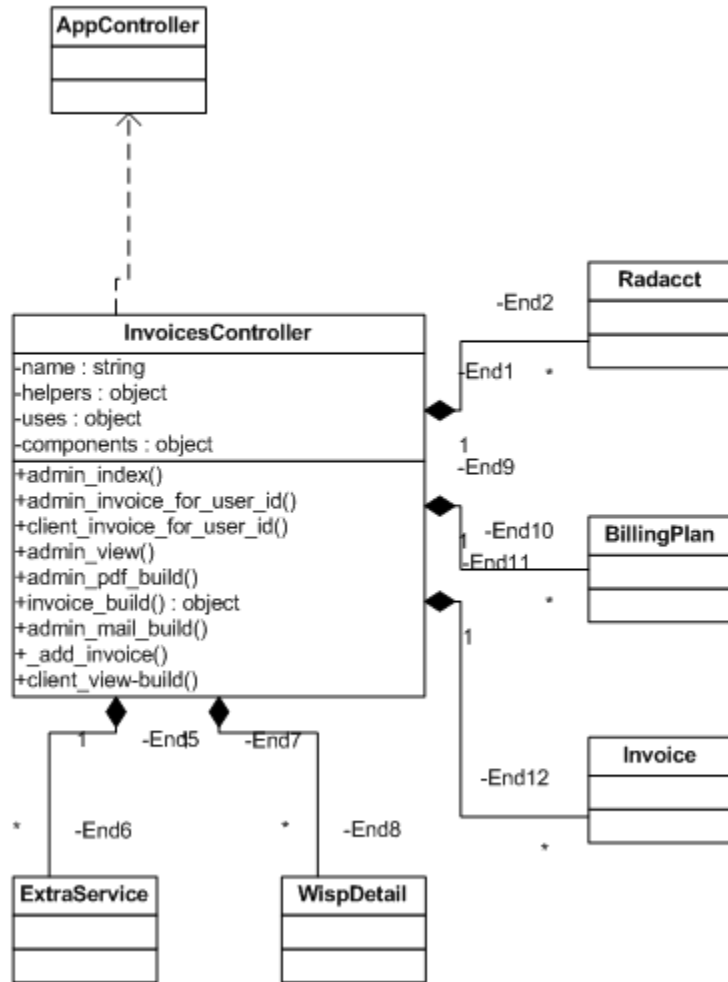 AppController
Radacct
-End2
InvoicesController
-name : string
-helpers : object
-uses : object
-components : object
-End1
*
1
-End9
+admin_index()
+admin_invoice_for_user_id()
+client_invoice_for_user_id()
+admin_view()
+admin_pdf_build()
+invoice_build() : object
+admin_mail_build()
+_add_invoice()
+client_view-build()
-End10
BillingPlan
1
-End11
*
1
Invoice
-End12
*
1
-End5
1
-End7
*
-End6
*
-End8
ExtraService
WispDetail